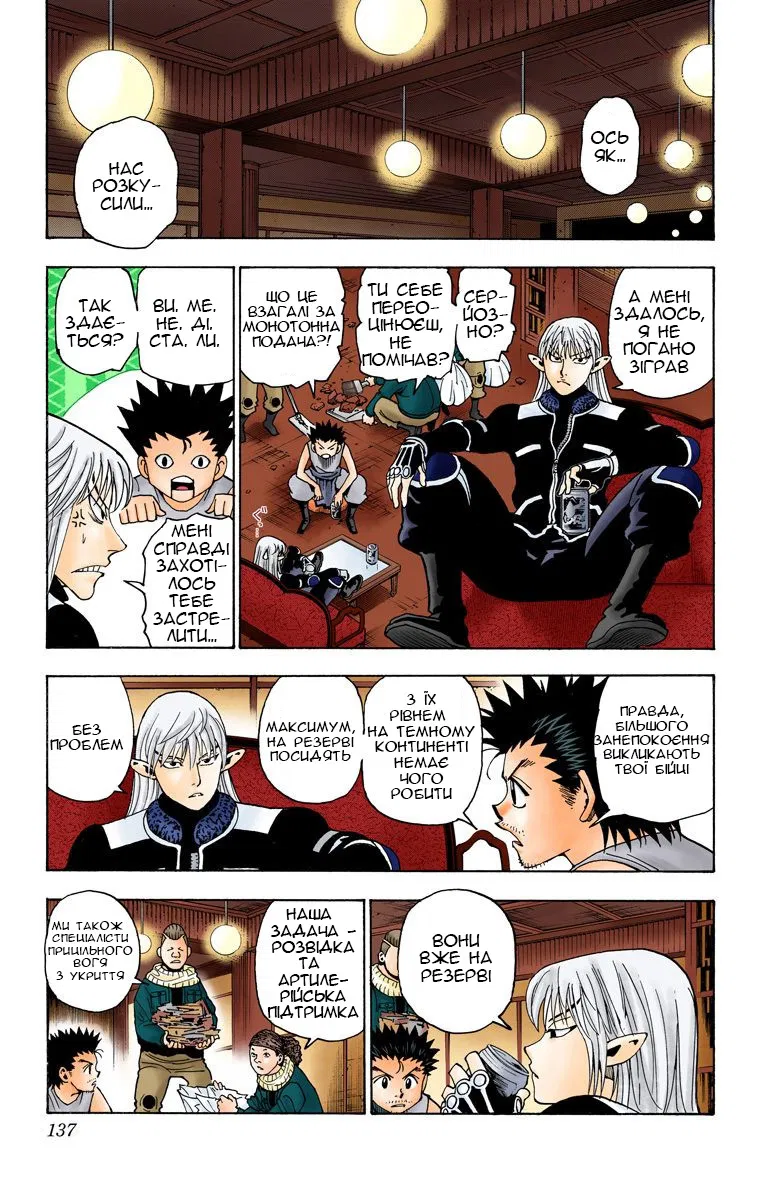 ОСЬ
ЯК...
НАС
РОЗКУ-
СИЛИ...
А МЕНІ
ЗДАЛОСЬ,
Я НЕ
ПОГАНО
ЗІГРАВ
СЕР-
ЙОЗ-
НО?
ТИ СЕБЕ
ПЕРЕО-
ЦІНЮЄШ,
НЕ
ПОМІЧАВ?
ЩО ЦЕ
ВЗАГАЛІ ЗА
МОНОТОННА
ПОДАЧА?!
ВИ. МЕ.
НЕ. ДІ.
СТА. ЛИ.
ТАК
ЗДАЄ-
ТЬСЯ?
МЕНІ
СПРАВДІ
ЗАХОТІ-
ЛОСЬ
ТЕБЕ
ЗАСТРЕ-
ЛИТИ...
ПРАВДА,
БІЛЬШОГО
ЗАНЕПОКОЄННЯ
ВИКЛИКАЮТЬ
ТВОЇ БІЙЦІ
З ЇХ
РІВНЕМ
НА ТЕМНОМУ
КОНТИНЕНТІ
НЕМАЄ
ЧОГО
РОБИТИ
МАКСИМУМ,
НА РЕЗЕРВІ
ПОСИДЯТЬ
БЕЗ
ПРОБЛЕМ
ВОНИ
ВЖЕ НА
РЕЗЕРВІ
НАША
ЗАДАЧА -
РОЗВІДКА
ТА
АРТИЛЕ-
РІЙСЬКА
ПІДТРИМКА
МИ ТАКОЖ
СПЕЦІАЛІСТИ
ПРИЦІЛЬНОГО
ВОГЯ
З УКРИТТЯ
137